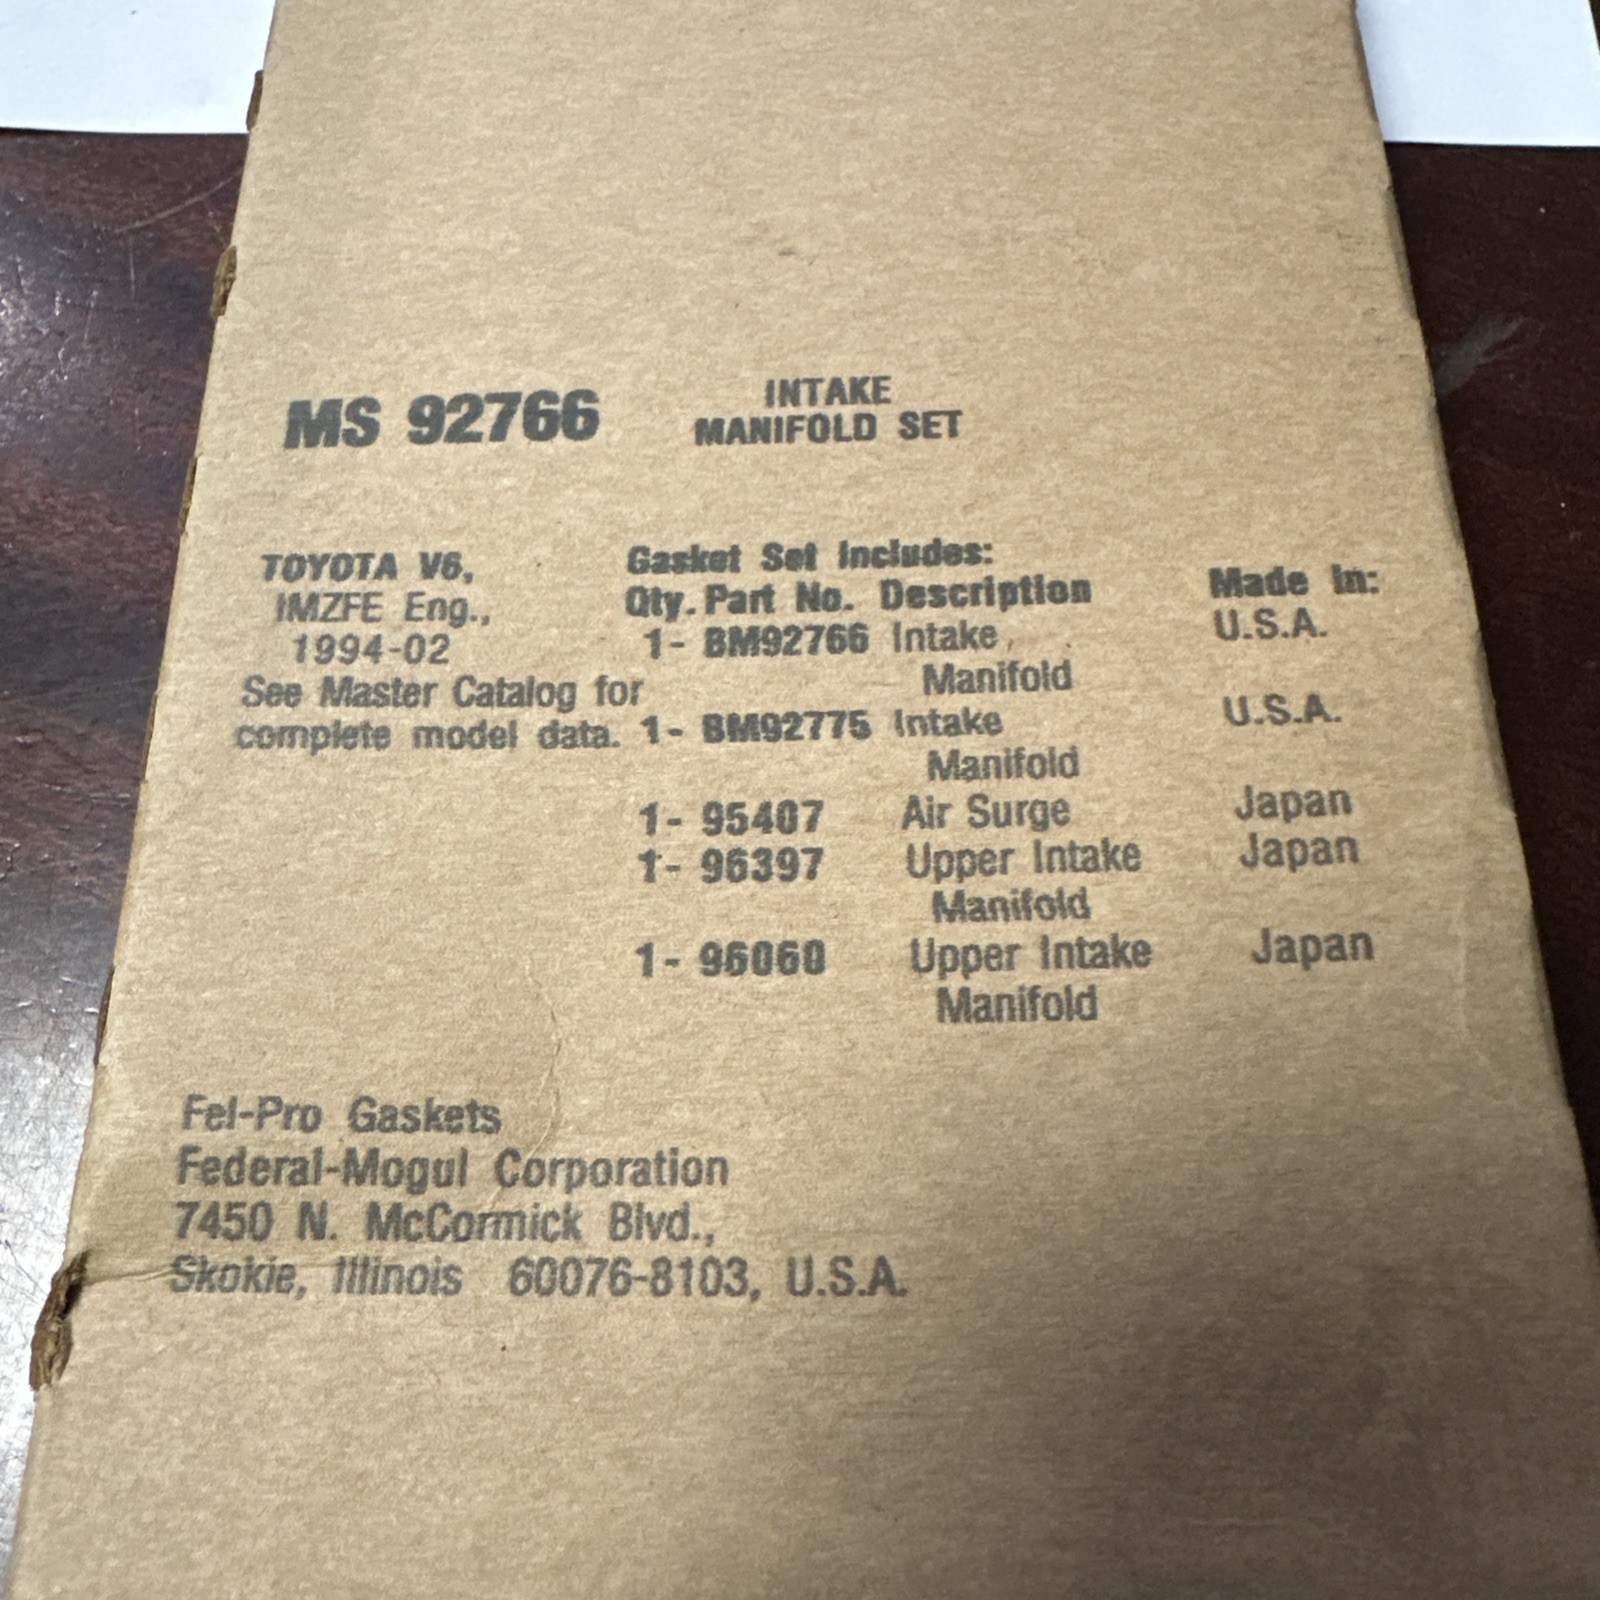 MS 92766
INTAKE
MANIFOLD SET
TOYOTA V6,
IMZFE Eng.,
1994-02
See Master Catalog for
complete model data.
Gasket Set Includes:
Qty. Part No. Description Made In:
1- BM92766 Intake U.S.A.
Manifold
1- BM92775 Intake U.S.A.
Manifold
1- 95407 Air Surge Japan
1- 96397 Upper Intake Japan
Manifold
1- 96060 Upper Intake Japan
Manifold
Fel-Pro Gaskets
Federal-Mogul Corporation
7450 N. McCormick Blvd.,
Skokie, Illinois 60076-8103, U.S.A.